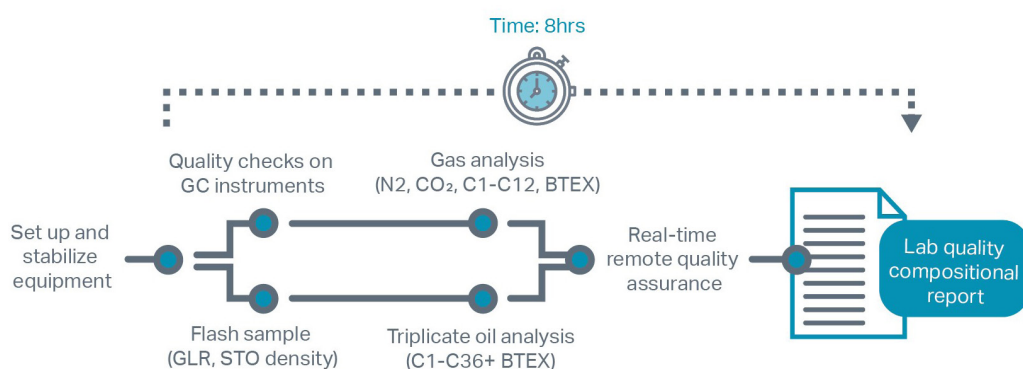 Time: 8hrs
Quality checks on
GC instruments
Gas analysis
(N2, CO₂, C1-C12, BTEX)
Set up and
stabilize
equipment
Real-time
remote quality
assurance
Lab quality
compositional
report
Flash sample
(GLR, STO density)
Triplicate oil analysis
(C1-C36+ BTEX)